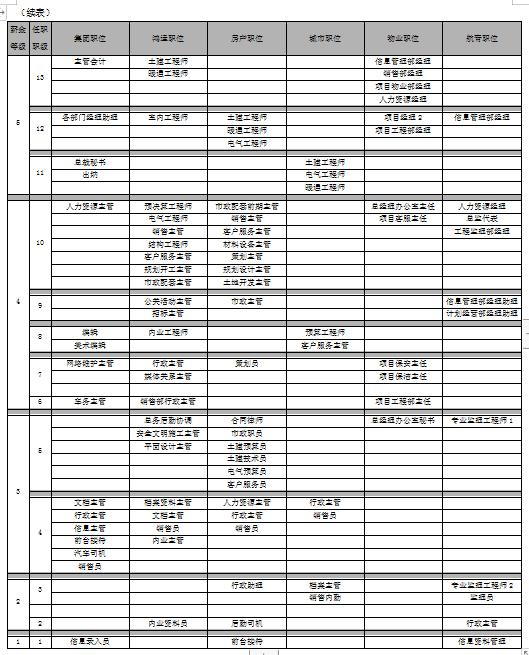 （续表）
薪金等级 任职职级 集团职位 鸿运职位 房产职位 城市职位 物业职位 税育职位
5 13 主管会计 土建工程师 信息管理部经理
暖通工程师 销售部经理
项目物业部经理
人力资源经理
12 各部门经理助理 室内工程师 土建工程师 项目经理2 信息管理部经理
暖通工程师 项目工程部经理
电气工程师
11 总裁秘书 土建工程师
出纳 电气工程师
暖通工程师
4 10 人力资源主管 预决算工程师 市政配套前期主管 总经理办公室主任 人力资源经理
电气工程师 销售主管 项目客服主任 总监代表
销售主管 客户服务主管 工程监理部经理
结构工程师 材料设备主管
客户服务主管 策划主管
规划开工主管 规划设计主管
市政配套主管 土地开发主管
9 公关活动主管 市政主管 信息管理部经理助理
招标主管 计划经营部经理助理
8 编辑 内业工程师 预算工程师
美术编辑 客户服务主管
7 网络维护主管 行政主管 策划员 项目保安主任
媒体关系主管 项目保洁主任
6 车务主管 销售部行政主管 项目工程部主任
3 5 总务后勤协调 合同律师 总经理办公室秘书 专业监理工程师1
安全文明施工主管 市政职员
平面设计主管 土建预算员
土建技术员
电气预算员
客户服务员
4 文档主管 档案资料主管 人力资源主管 行政主管
行政主管 文档主管 行政主管 销售员
信息主管 销售员 销售员
前台接待 内业主管
汽车司机
销售员
2 3 行政助理 档案主管 专业监理工程师2
销售内勤 监理员
2 内业资料员 后勤司机 行政主管
1 1 信息录入员 前台接待 信息资料管理